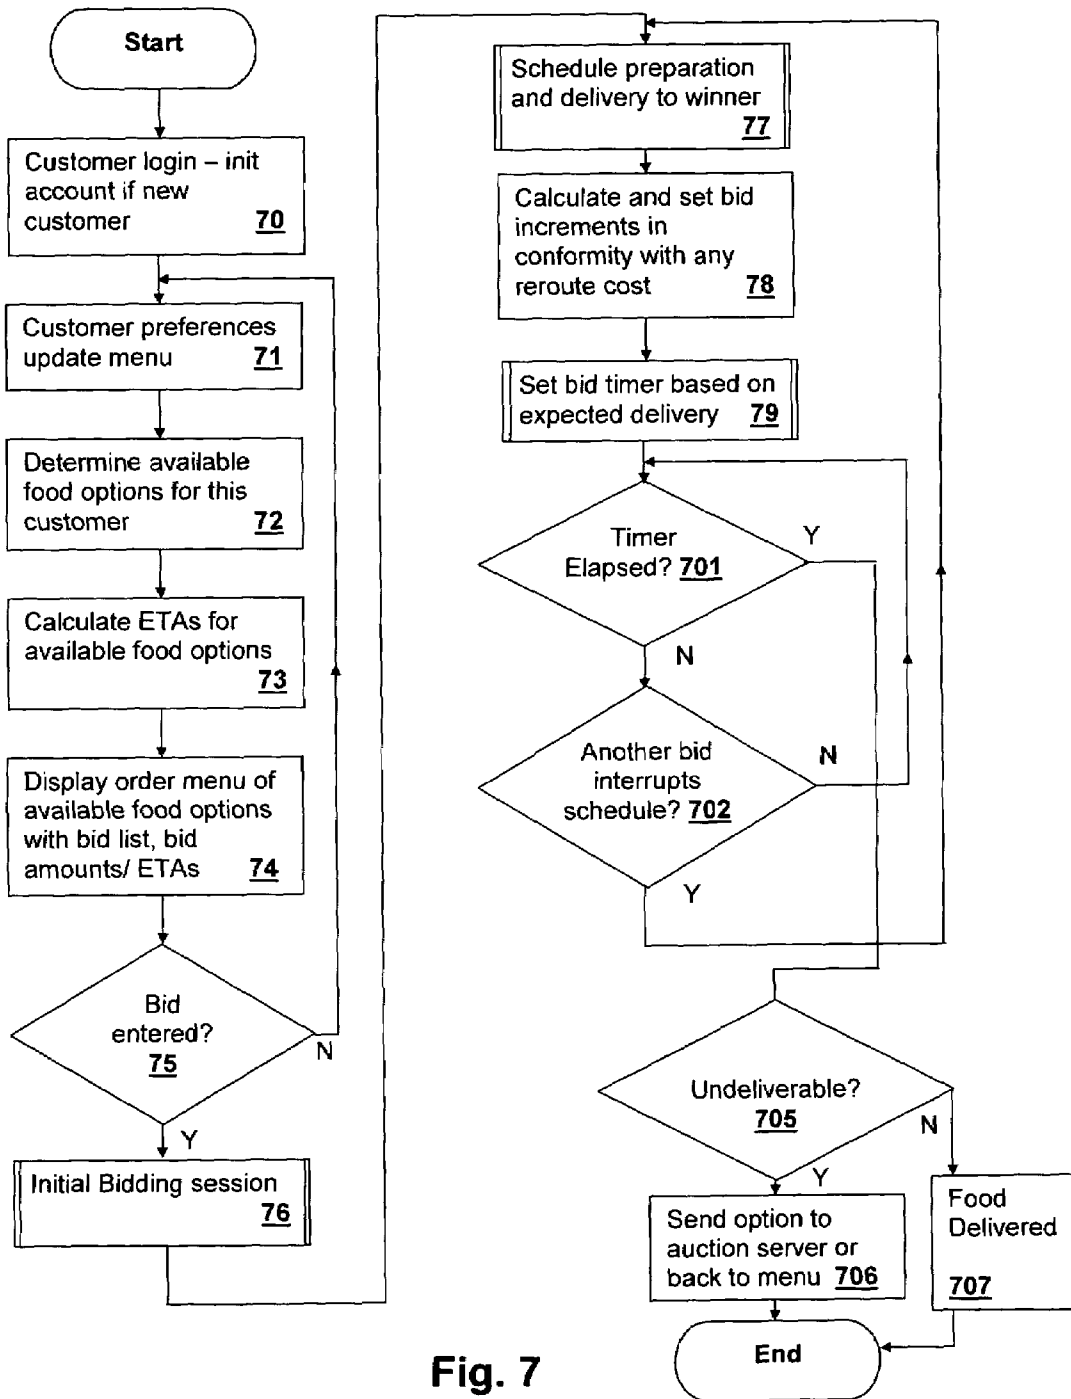 Start
Customer login – init
account if new
customer 70
Customer preferences
update menu 71
Determine available
food options for this
customer 72
Calculate ETAs for
available food options
73
Display order menu of
available food options
with bid list, bid
amounts/ ETAs 74
Bid
entered?
75
N
Y
Initial Bidding session
76
Schedule preparation
and delivery to winner
77
Calculate and set bid
increments in
conformity with any
reroute cost 78
Set bid timer based on
expected delivery 79
Timer
Elapsed? 701
Y
N
Another bid
interrupts
schedule? 702
N
Y
Undeliverable?
705
N
Y
Send option to
auction server or
back to menu 706
Food
Delivered
707
End
Fig. 7